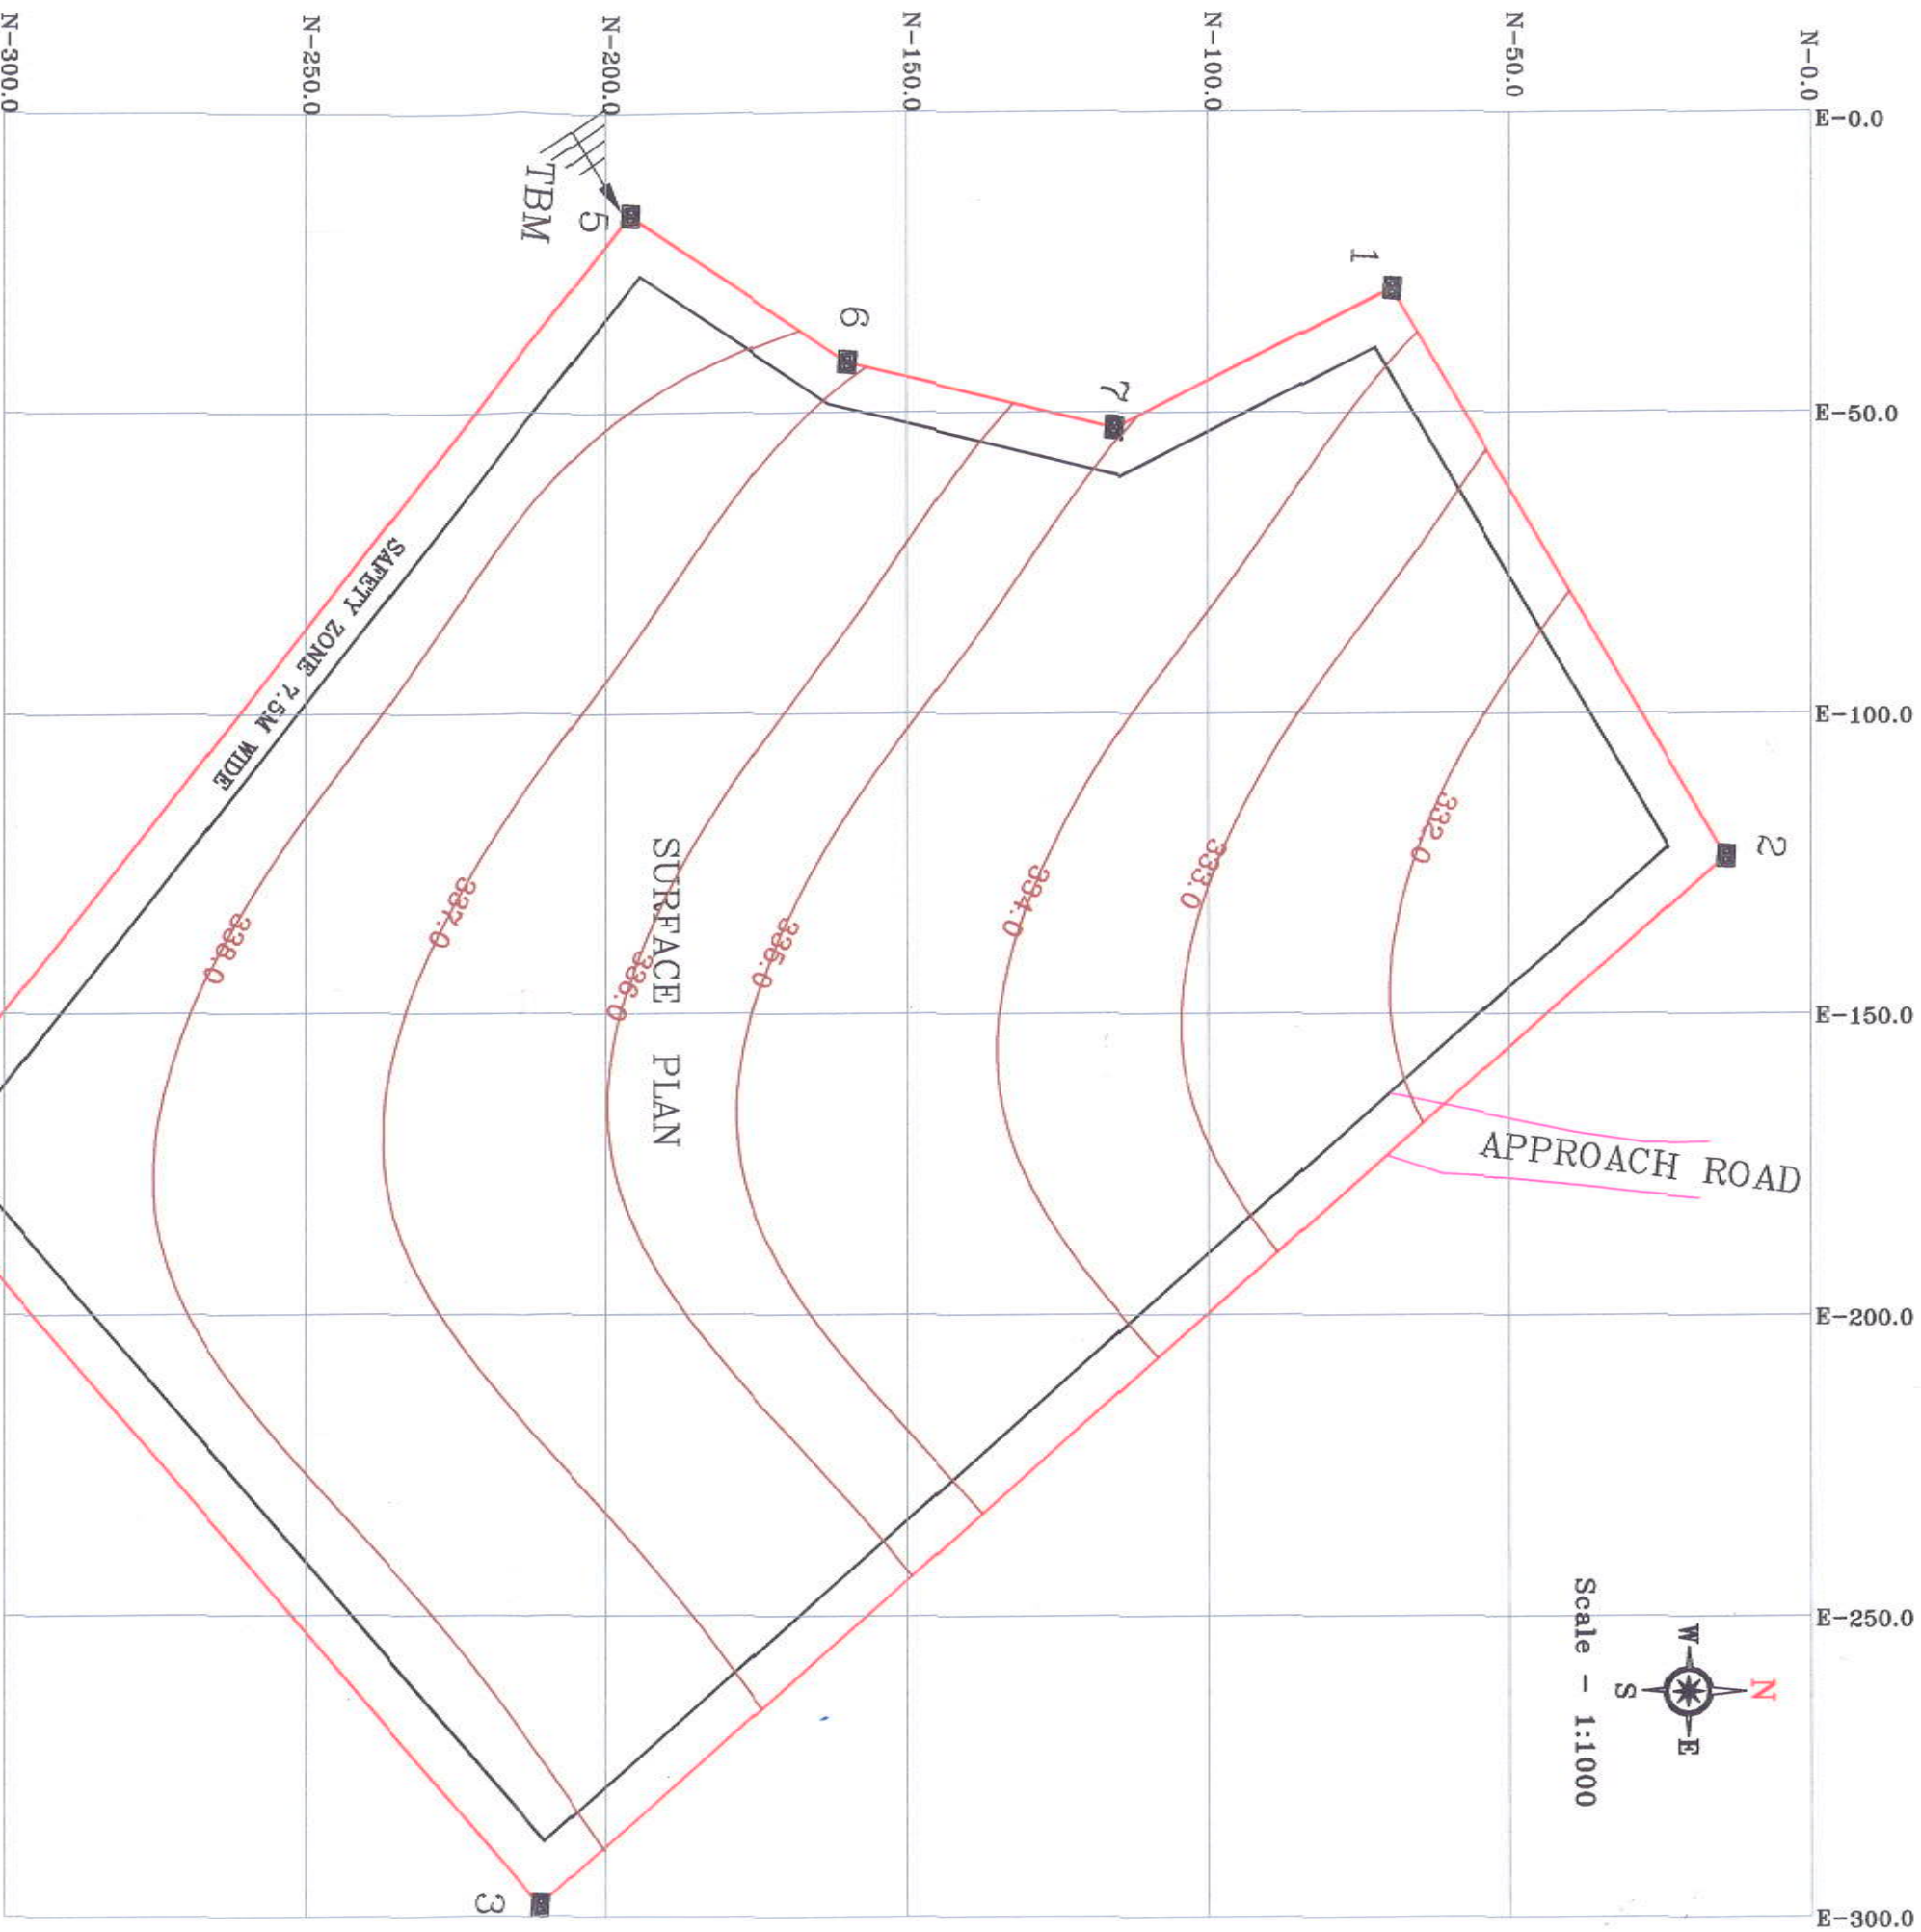 N-300.0
N-250.0
N-200.0
N-150.0
N-100.0
N-50.0
N-0.0
E-0.0
E-50.0
E-100.0
E-150.0
E-200.0
E-250.0
E-300.0
TBM
5
6
7
1
2
3
SAFETY ZONE 7.5M WIDE
338.0
337.0
336.0
335.0
334.0
333.0
332.0
SURFACE PLAN
APPROACH ROAD
N
W
E
S
Scale - 1:1000